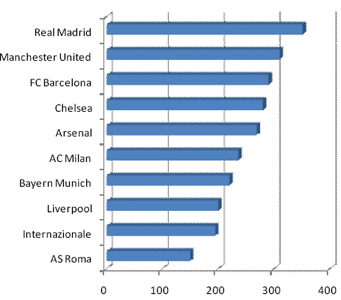 Real Madrid
Manchester United
FC Barcelona
Chelsea
Arsenal
AC Milan
Bayern Munich
Liverpool
Internazionale
AS Roma
0 100 200 300 400